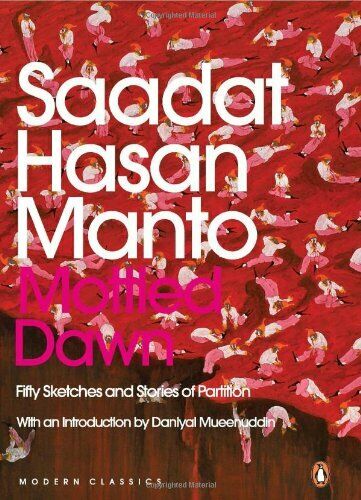 Saadat
Hasan
Manto
Mottled
Dawn
Fifty Sketches and Stories of Partition
With an Introduction by Daniyal Mueenuddin
MODERN CLASSICS